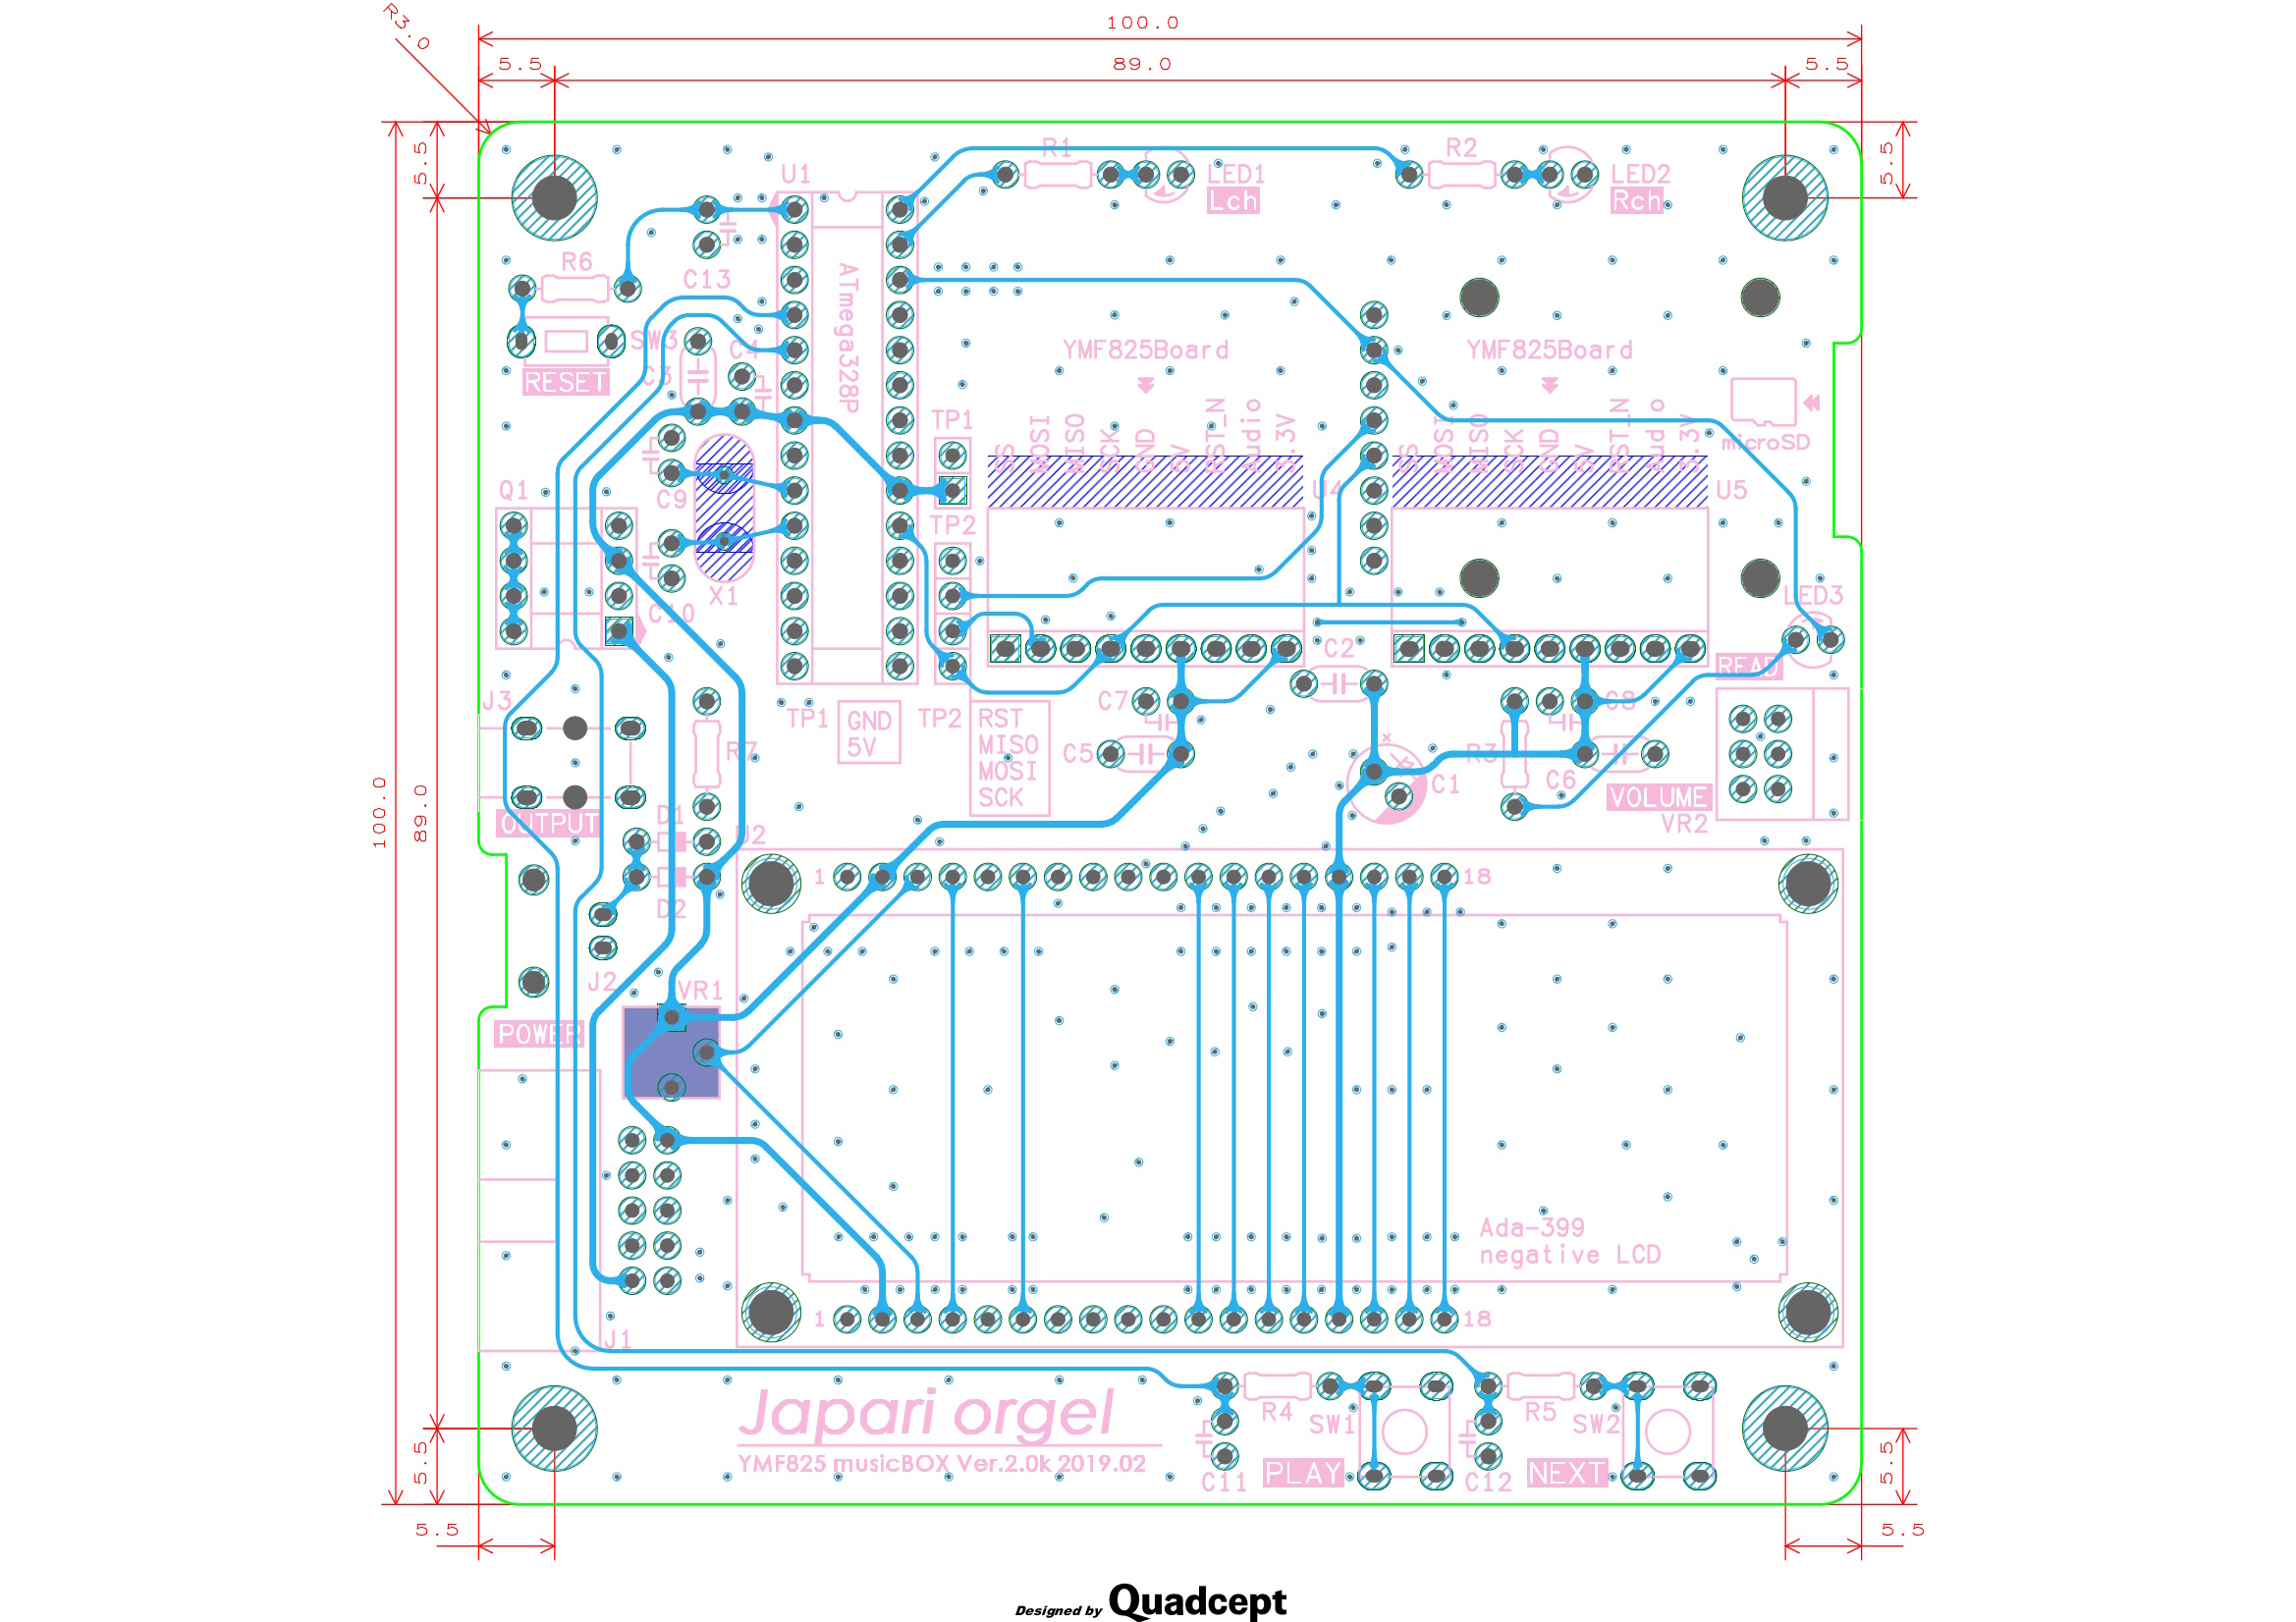 R3.0
100.0
5.5
89.0
5.5
5.5
5.5
R1
LED1
Lch
R2
LED2
Rch
U1
R6
C13
ATmega328P
SW3
C4
C3
RESET
YMF825Board
YMF825Board
microSD
TP1
SS
MOSI
MISO
SCK
GND
5V
RST_N
Audio
3.3V
SS
MOSI
MISO
SCK
GND
5V
RST_N
Audio
3.3V
Q1
C9
U4
U5
TP2
X1
C10
LED3
READ
C2
J3
TP1
GND
5V
TP2
RST
MISO
MOSI
SCK
C7
C8
R7
C5
R3
C6
C1
VOLUME
VR2
100.0
89.0
OUTPUT
D1
U2
1
18
D2
J2
VR1
POWER
Ada-399
negative LCD
1
18
J1
Japari orgel
YMF825 musicBOX Ver.2.0k 2019.02
R4
SW1
R5
SW2
C11
PLAY
C12
NEXT
5.5
5.5
5.5
5.5
Designed by Quadcept